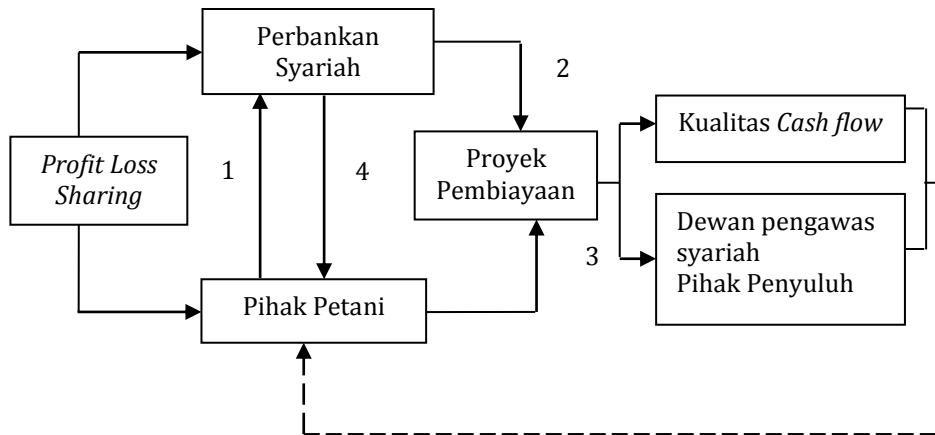 Perbankan
Syariah
2
Kualitas Cash flow
Profit Loss
Sharing
1
4
Proyek
Pembiayaan
Dewan pengawas
syariah
Pihak Penyuluh
3
Pihak Petani